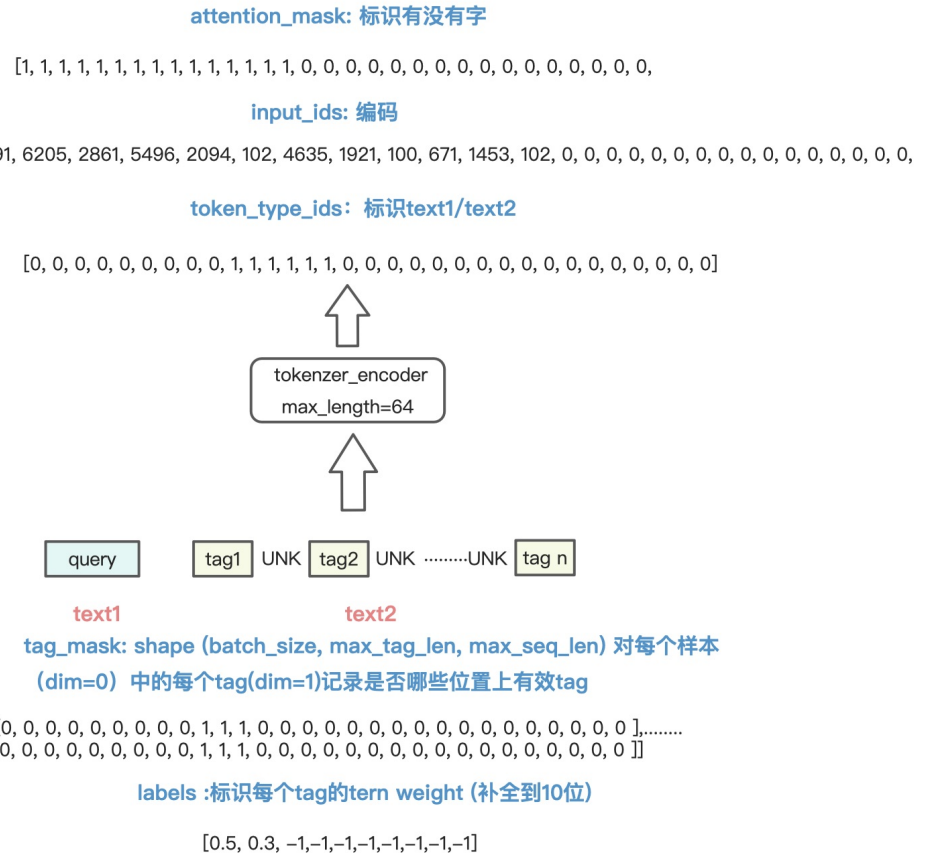 attention_mask: 标识有没有字
[1, 1, 1, 1, 1, 1, 1, 1, 1, 1, 1, 1, 1, 1, 1, 0, 0, 0, 0, 0, 0, 0, 0, 0, 0, 0, 0, 0, 0, 0, 0,
input_ids: 编码
91, 6205, 2861, 5496, 2094, 102, 4635, 1921, 100, 671, 1453, 102, 0, 0, 0, 0, 0, 0, 0, 0, 0, 0, 0, 0, 0, 0, 0, 0,
token_type_ids：标识text1/text2
[0, 0, 0, 0, 0, 0, 0, 0, 0, 1, 1, 1, 1, 1, 1, 0, 0, 0, 0, 0, 0, 0, 0, 0, 0, 0, 0, 0, 0, 0, 0, 0]
tokenzer_encoder
max_length=64
query tag1 UNK tag2 UNK ·········UNK tag n
text1 text2
tag_mask: shape (batch_size, max_tag_len, max_seq_len) 对每个样本
（dim=0）中的每个tag(dim=1)记录是否哪些位置上有效tag
[0, 0, 0, 0, 0, 0, 0, 0, 0, 1, 1, 1, 0, 0, 0, 0, 0, 0, 0, 0, 0, 0, 0, 0, 0, 0, 0, 0, 0 ],........
0, 0, 0, 0, 0, 0, 0, 0, 0, 1, 1, 1, 0, 0, 0, 0, 0, 0, 0, 0, 0, 0, 0, 0, 0, 0, 0, 0, 0 ]]
labels :标识每个tag的tern weight (补全到10位)
[0.5, 0.3, –1,–1,–1,–1,–1,–1,–1,–1]